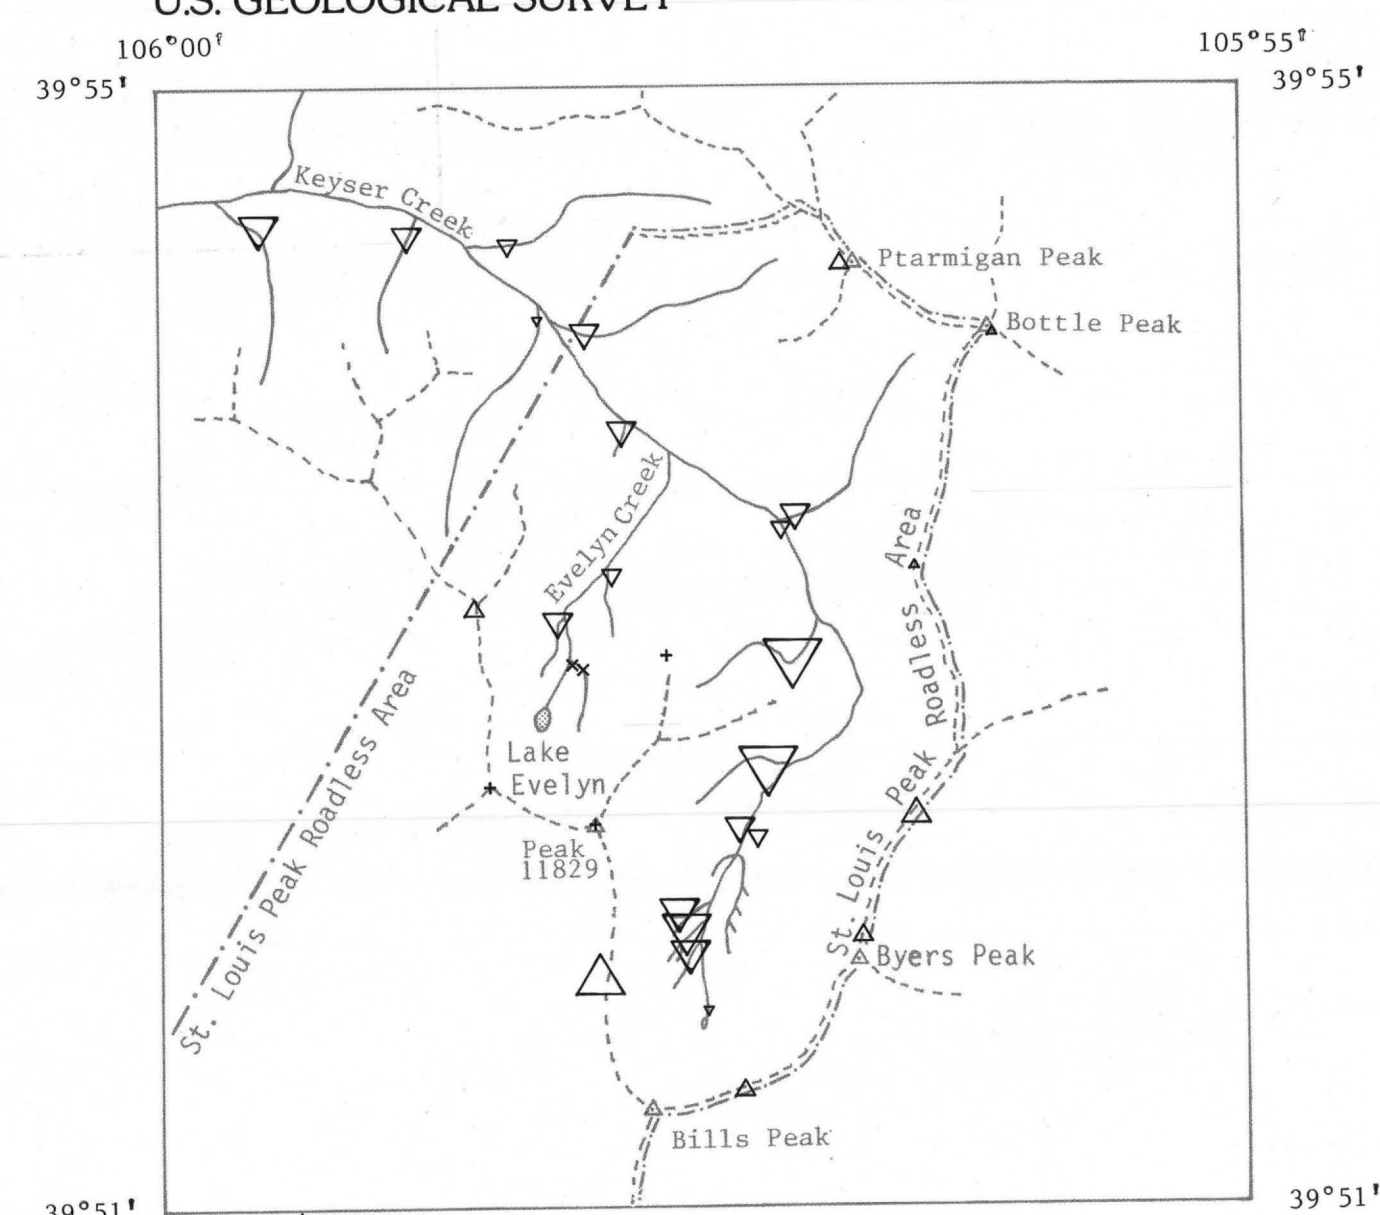 U.S. GEOLOGICAL SURVEY
106°00'
105°55'
39°55'
39°55'
Keyser Creek
Ptarmigan Peak
Bottle Peak
Evelyn Creek
St. Louis Peak Roadless Area
Lake
Evelyn
Peak
11829
St. Louis Peak Roadless Area
Byers Peak
Bills Peak
39°51'
39°51'